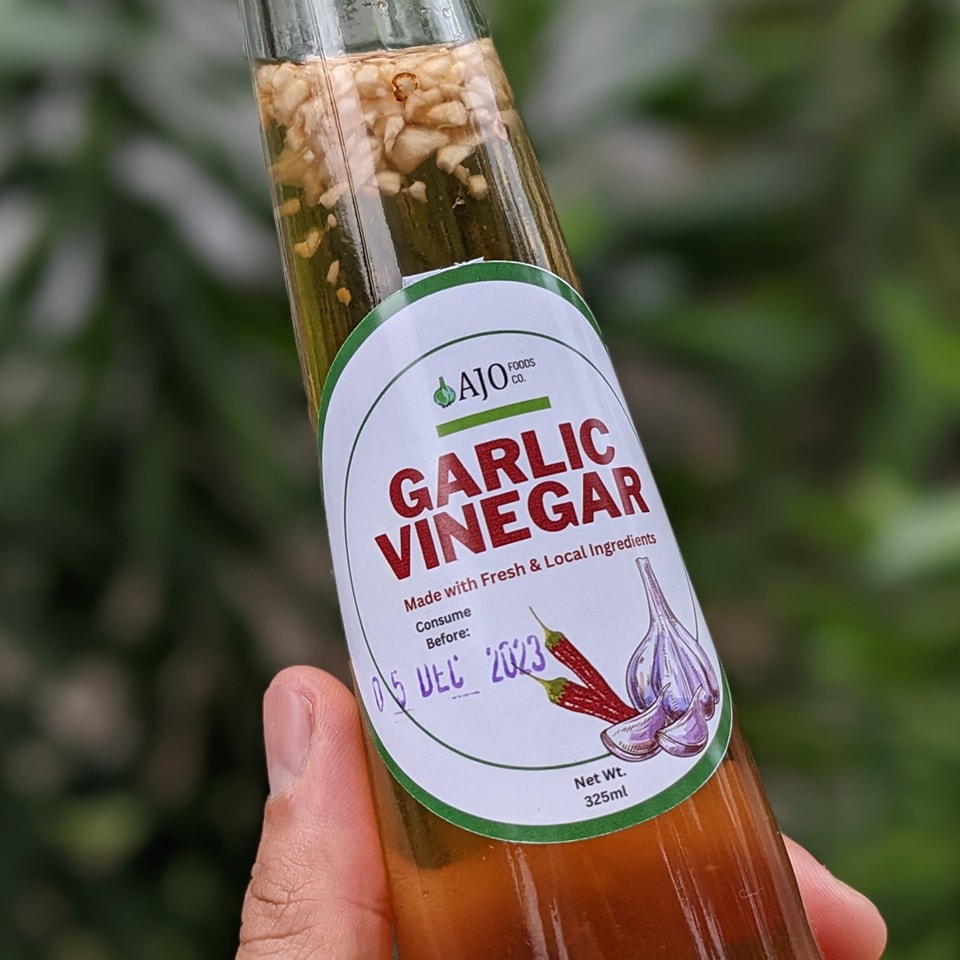 AJO FOODS CO.
GARLIC
VINEGAR
Made with Fresh & Local Ingredients
Consume
Before:
05 DEC 2023
Net Wt.
325ml